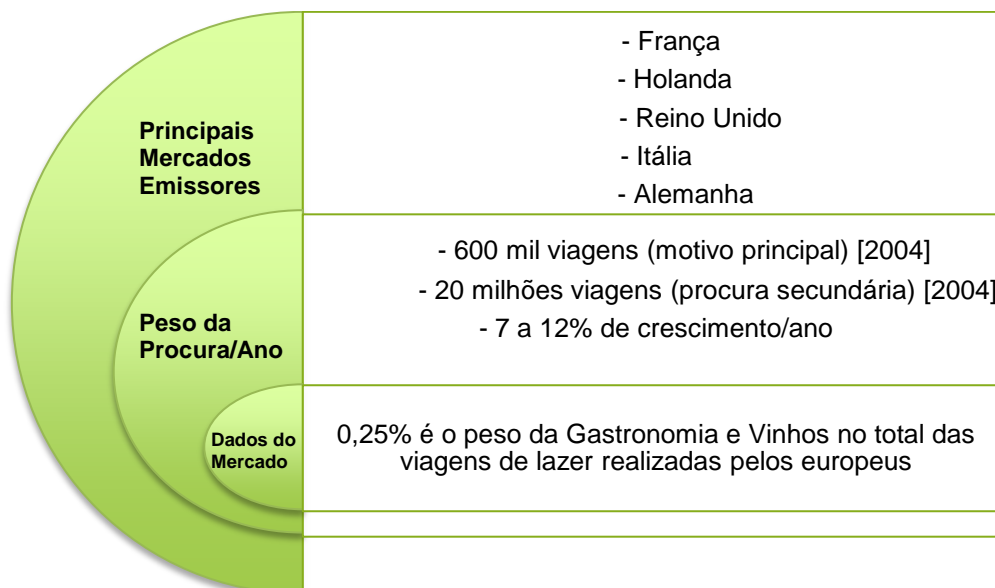 Principais
Mercados
Emissores
- França
- Holanda
- Reino Unido
- Itália
- Alemanha
Peso da
Procura/Ano
- 600 mil viagens (motivo principal) [2004]
- 20 milhões viagens (procura secundária) [2004]
- 7 a 12% de crescimento/ano
Dados do
Mercado
0,25% é o peso da Gastronomia e Vinhos no total das
viagens de lazer realizadas pelos europeus